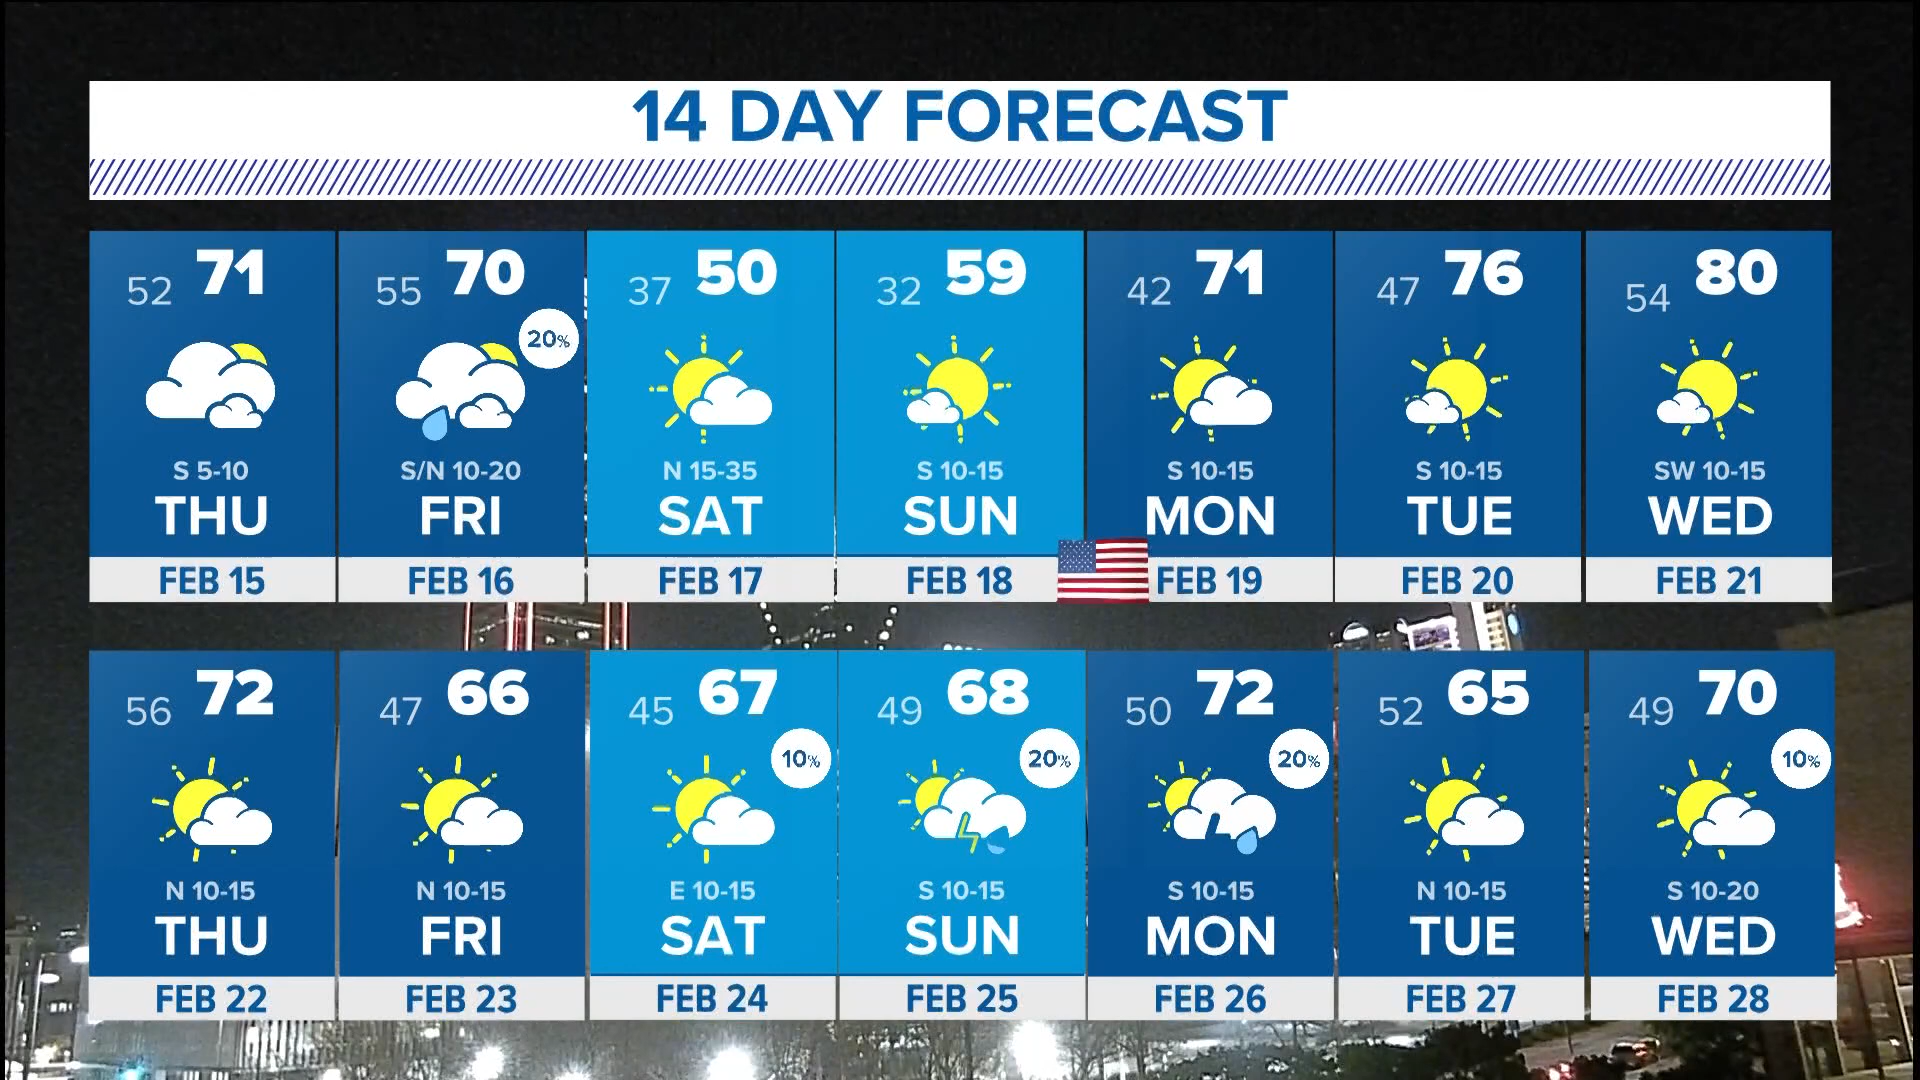 14 DAY FORECAST
52 71
S 5-10
THU
FEB 15
55 70
20%
S/N 10-20
FRI
FEB 16
37 50
N 15-35
SAT
FEB 17
32 59
S 10-15
SUN
FEB 18
42 71
S 10-15
MON
FEB 19
47 76
S 10-15
TUE
FEB 20
54 80
SW 10-15
WED
FEB 21
56 72
N 10-15
THU
FEB 22
47 66
N 10-15
FRI
FEB 23
45 67
10%
E 10-15
SAT
FEB 24
49 68
20%
S 10-15
SUN
FEB 25
50 72
20%
S 10-15
MON
FEB 26
52 65
N 10-15
TUE
FEB 27
49 70
10%
S 10-20
WED
FEB 28